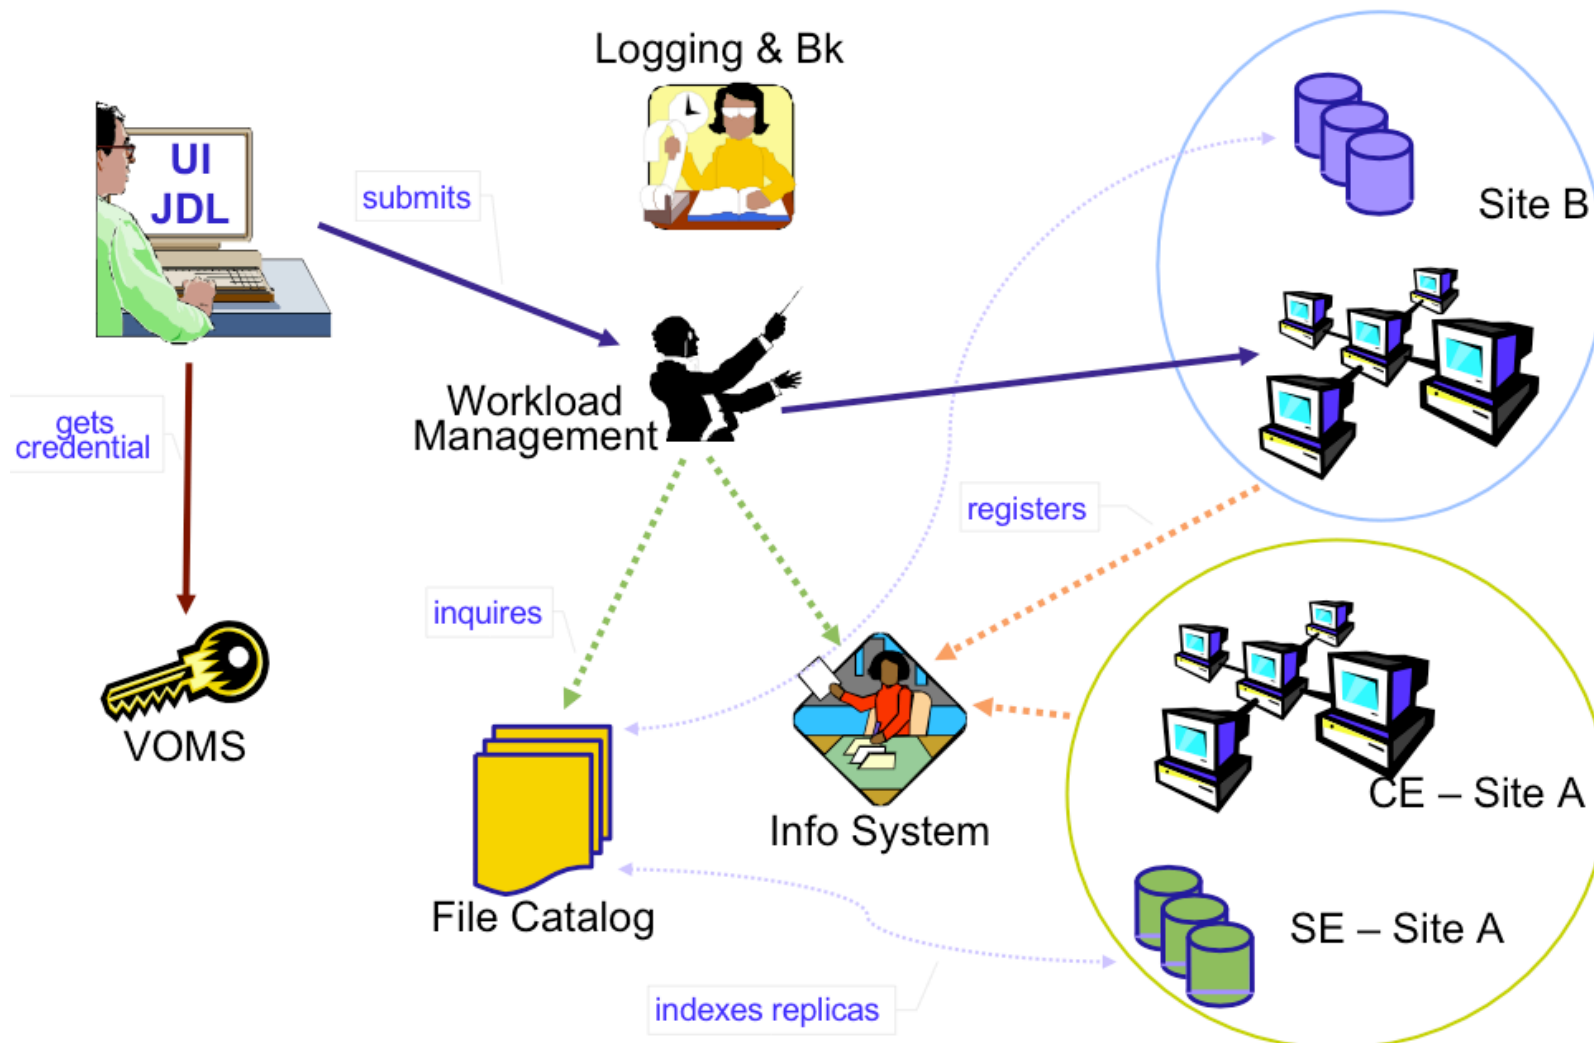 Logging & Bk
UI
JDL
submits
Site B
Workload
Management
gets
credential
registers
inquires
VOMS
CE – Site A
Info System
File Catalog
SE – Site A
indexes replicas